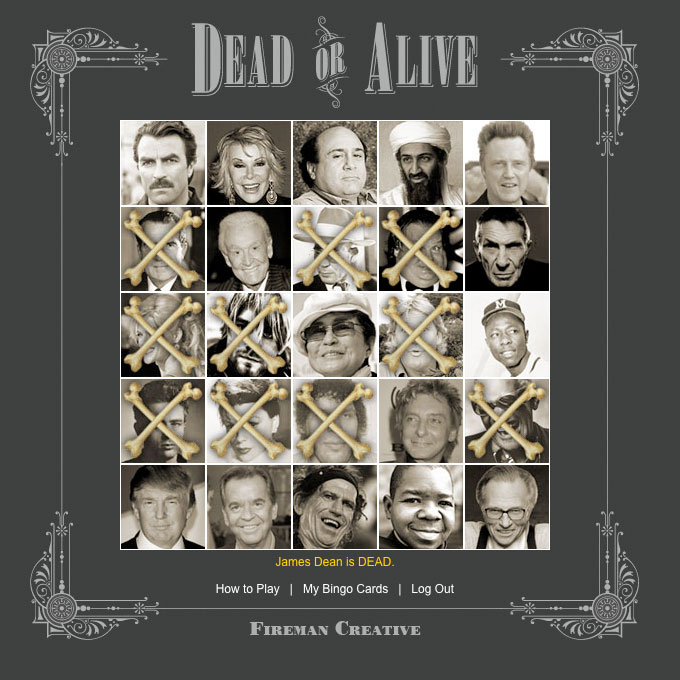 DEAD OR ALIVE
James Dean is DEAD.
How to Play | My Bingo Cards | Log Out
FIREMAN CREATIVE